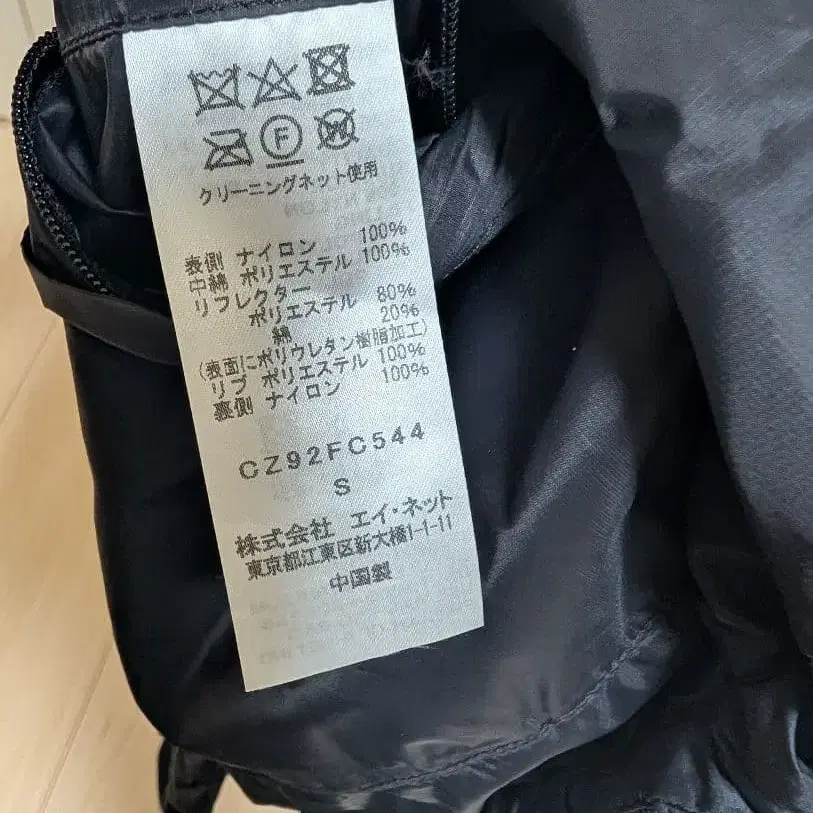 F W
クリーニングネット使用
表側 ナイロン 100%
中綿 ポリエステル 100%
リフレクター
ポリエステル 80%
綿 20%
(表面にポリウレタン樹脂加工)
リブ ポリエステル 100%
裏側 ナイロン 100%
CZ92FC544
S
株式会社 エイ・ネット
東京都江東区新大橋1-1-11
中国製